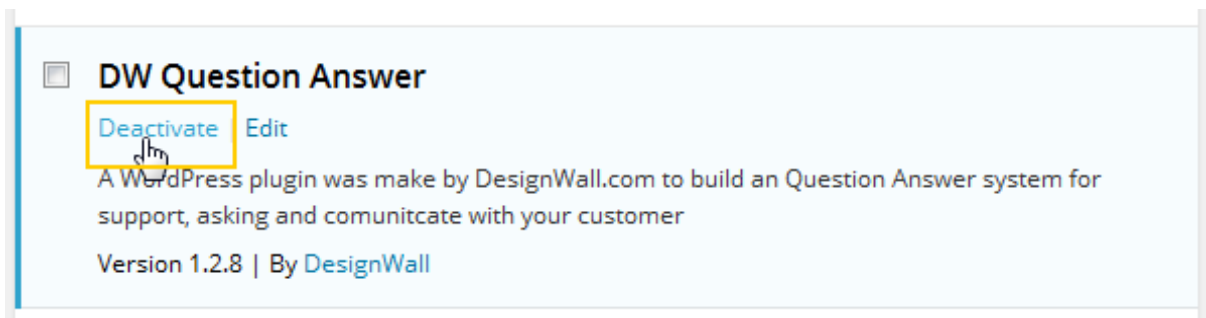 DW Question Answer
Deactivate | Edit
A WordPress plugin was make by DesignWall.com to build an Question Answer system for
support, asking and comunitcate with your customer
Version 1.2.8 | By DesignWall